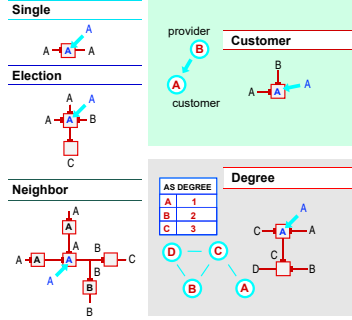 Single
A
A A A
Election
A A
A A B
C
Neighbor
A
A
A A A B C
A B
B
B
provider
B
A
customer
Customer
B
A A A
Degree
AS DEGREE
A 1
B 2
C 3
D C
B A
A
C A A
C
D B